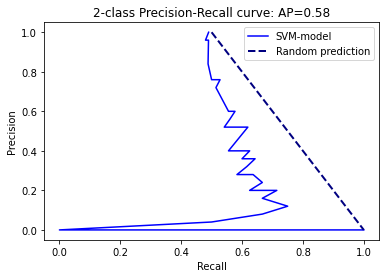 2-class Precision-Recall curve: AP=0.58
SVM-model
Random prediction
Precision
1.0
0.8
0.6
0.4
0.2
0.0
0.0 0.2 0.4 0.6 0.8 1.0
Recall